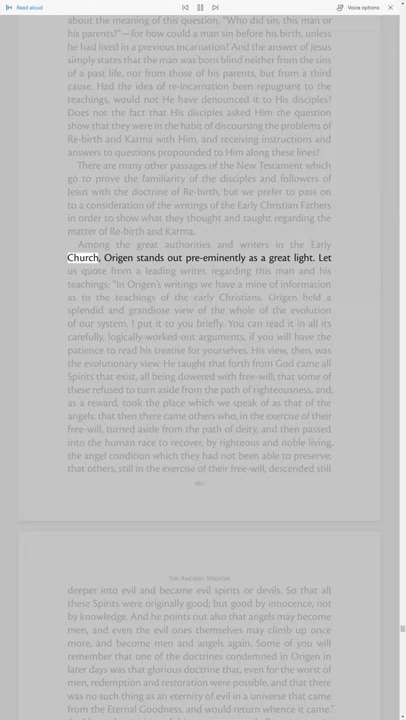 Read aloud
Voice options
about the meaning of this question, "Who did sin, this man or
his parents?"—for how could a man sin before his birth, unless
he had lived in a previous incarnation? And the answer of Jesus
simply states that the man was born blind neither from the sins
of a past life, nor from those of his parents, but from a third
cause. Had the idea of re-incarnation been repugnant to the
teachings, would not He have denounced it to His disciples?
Does not the fact that His disciples asked Him the question
show that they were in the habit of discoursing the problems of
Re-birth and Karma with Him, and receiving instructions and
answers to questions propounded to Him along these lines?
There are many other passages of the New Testament which
go to prove the familiarity of the disciples and followers of
Jesus with the doctrine of Re-birth, but we prefer to pass on
to a consideration of the writings of the Early Christian Fathers
in order to show what they thought and taught regarding the
matter of Re-birth and Karma.
Among the great authorities and writers in the Early
Church, Origen stands out pre-eminently as a great light. Let
us quote from a leading writer, regarding this man and his
teachings: "In Origen's writings we have a mine of information
as to the teachings of the early Christians. Origen held a
splendid and grandiose view of the whole of the evolution
of our system. I put it to you briefly. You can read it in all its
carefully, logically-worked-out arguments, if you will have the
patience to read his treatise for yourselves. His view, then, was
the evolutionary view. He taught that forth from God came all
Spirits that exist, all being dowered with free-will; that some of
these refused to turn aside from the path of righteousness, and,
as a reward, took the place which we speak of as that of the
angels; that then there came others who, in the exercise of their
free-will, turned aside from the path of deity, and then passed
into the human race to recover, by righteous and noble living,
the angel condition which they had not been able to preserve;
that others, still in the exercise of their free-will, descended still
The Ancient Wisdom
deeper into evil and became evil spirits or devils. So that all
these Spirits were originally good; but good by innocence, not
by knowledge. And he points out also that angels may become
men, and even the evil ones themselves may climb up once
more, and become men and angels again. Some of you will
remember that one of the doctrines condemned in Origen in
later days was that glorious doctrine that, even for the worst of
men, redemption and restoration were possible, and that there
was no such thing as an eternity of evil in a universe that came
from the Eternal Goodness, and would return whence it came."